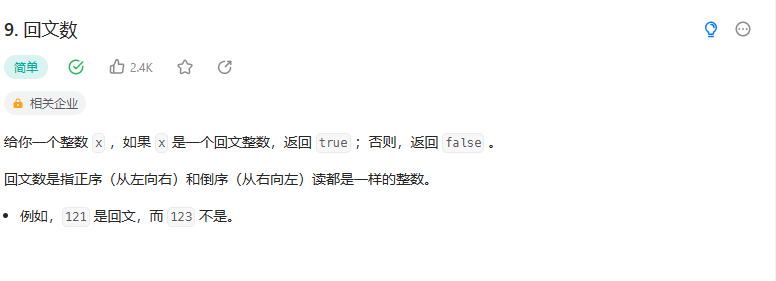 9. 回文数
简单 2.4K
相关企业
给你一个整数 x ，如果 x 是一个回文整数，返回 true ；否则，返回 false 。
回文数是指正序（从左向右）和倒序（从右向左）读都是一样的整数。
• 例如，121 是回文，而 123 不是。